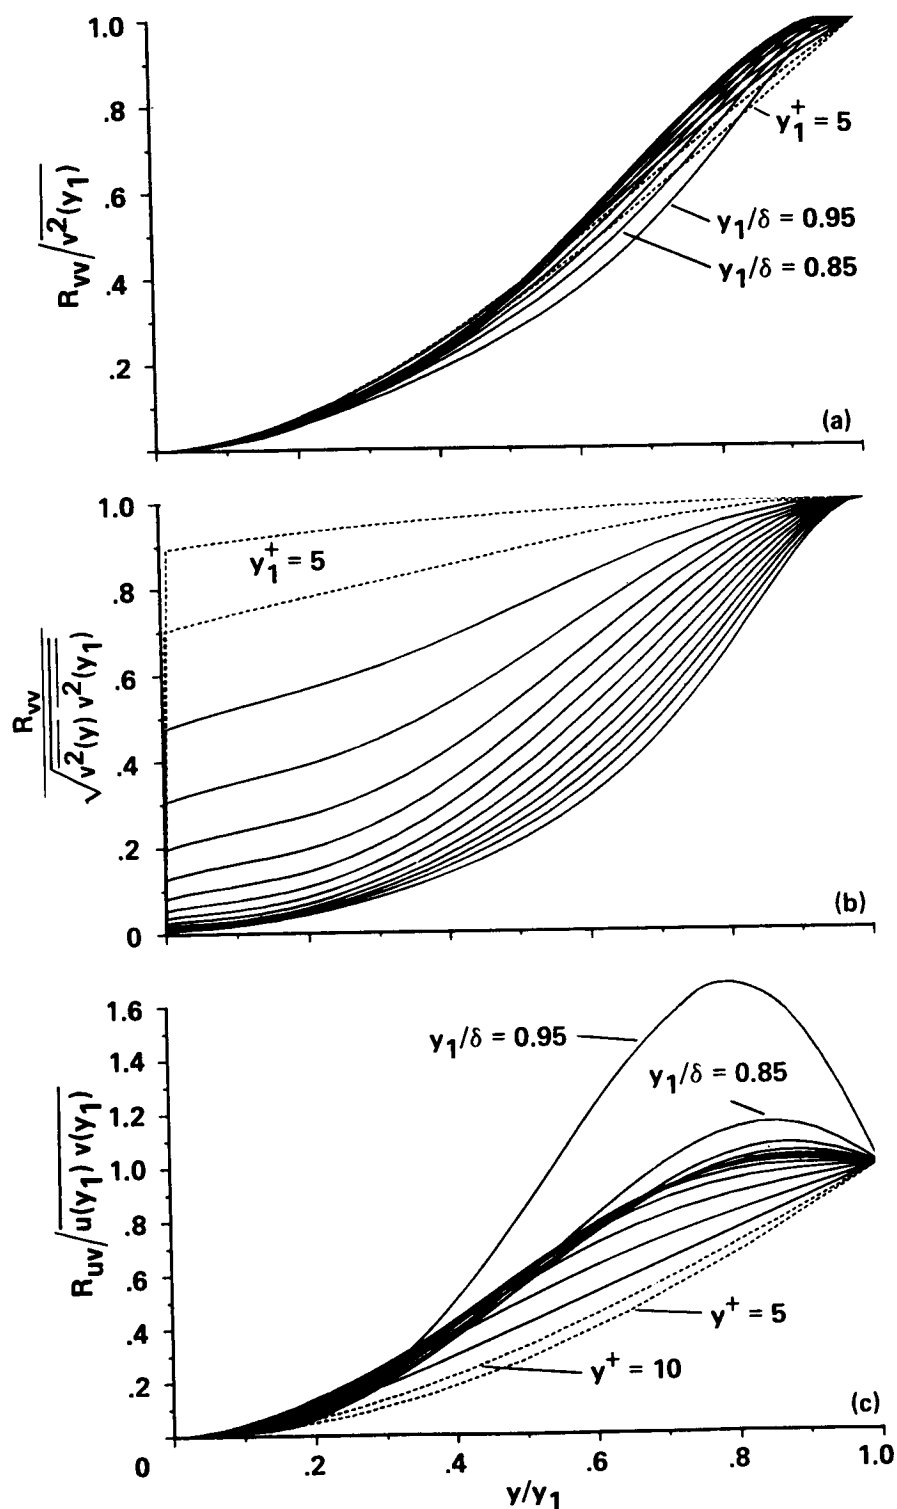 1.0
.8
.6
.4
.2
R_vv/v²(y₁)
y₁⁺ = 5
y₁/δ = 0.95
y₁/δ = 0.85
(a)
1.0
.8
.6
.4
.2
0
R_vv
√v²(y) v²(y₁)
y₁⁺ = 5
(b)
1.6
1.4
1.2
1.0
.8
.6
.4
.2
0
R_uv/u(y₁) v(y₁)
y₁/δ = 0.95
y₁/δ = 0.85
y⁺ = 5
y⁺ = 10
(c)
.2
.4
.6
.8
1.0
y/y₁